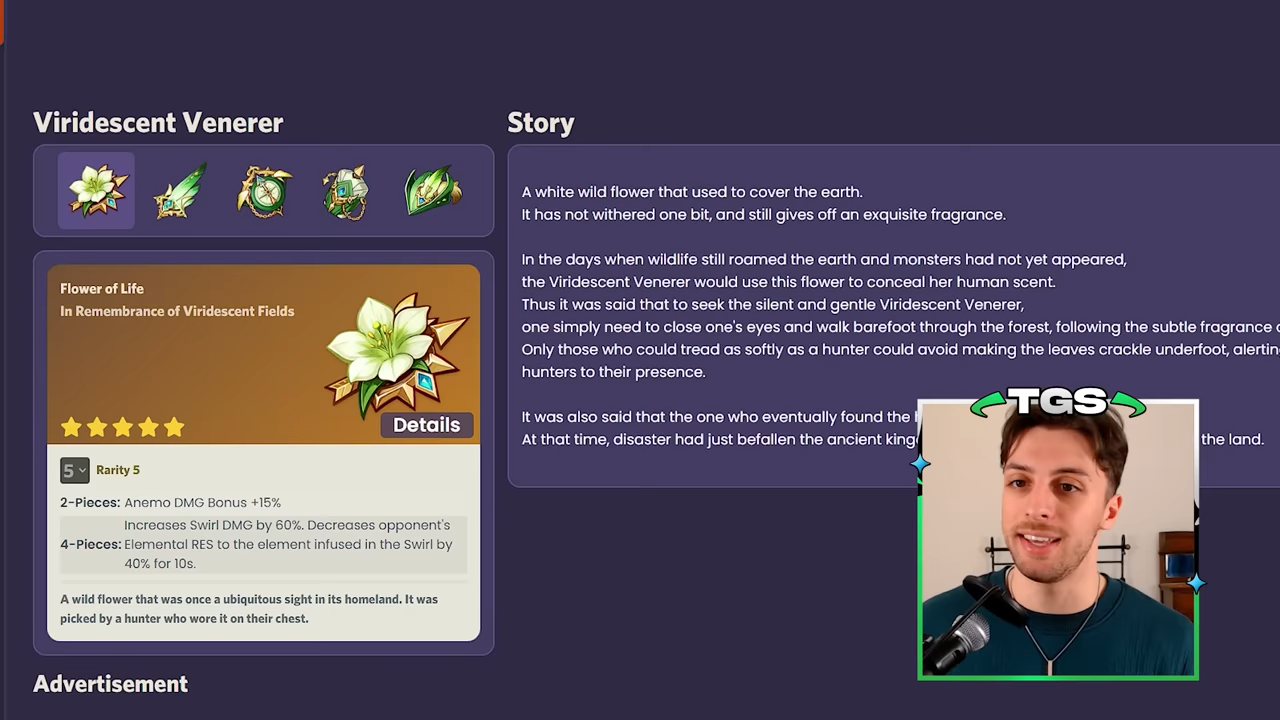 Viridescent Venerer
Flower of Life
In Remembrance of Viridescent Fields
Details
5
Rarity 5
2-Pieces: Anemo DMG Bonus +15%
4-Pieces: Increases Swirl DMG by 60%. Decreases opponent's
Elemental RES to the element infused in the Swirl by
40% for 10s.
A wild flower that was once a ubiquitous sight in its homeland. It was
picked by a hunter who wore it on their chest.
Advertisement
Story
A white wild flower that used to cover the earth.
It has not withered one bit, and still gives off an exquisite fragrance.
In the days when wildlife still roamed the earth and monsters had not yet appeared,
the Viridescent Venerer would use this flower to conceal her human scent.
Thus it was said that to seek the silent and gentle Viridescent Venerer,
one simply need to close one's eyes and walk barefoot through the forest, following the subtle fragrance
Only those who could tread as softly as a hunter could avoid making the leaves crackle underfoot,
hunters to their presence.
It was also said that the one who eventually found the
At that time, disaster had just befallen the ancient the land.
TGS